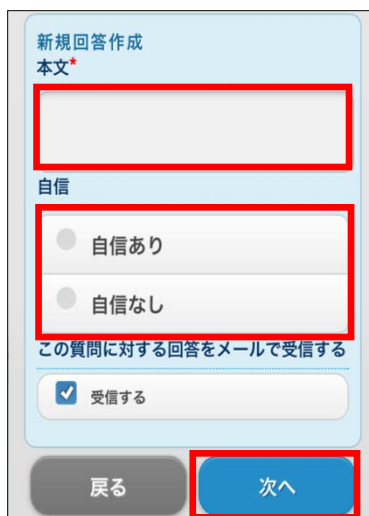 新規回答作成
本文*
自信
自信あり
自信なし
この質問に対する回答をメールで受信する
受信する
戻る
次へ